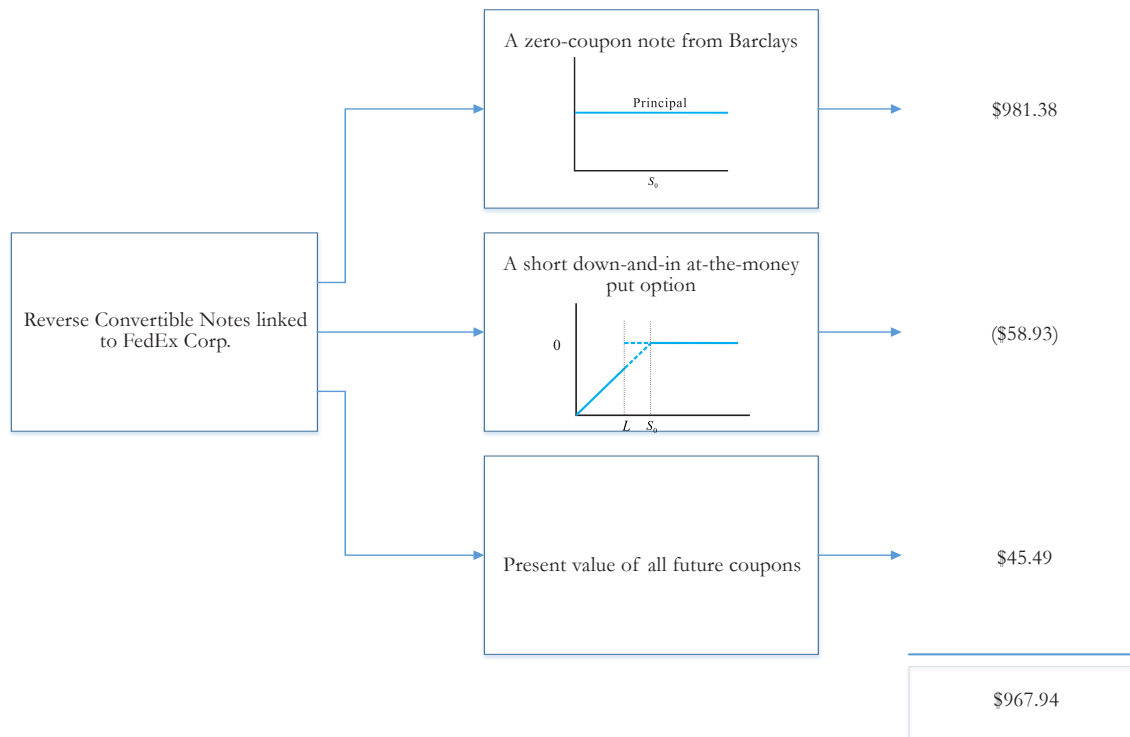 A zero-coupon note from Barclays
Principal
S₀
$981.38
Reverse Convertible Notes linked
to FedEx Corp.
A short down-and-in at-the-money
put option
0
L S₀
($58.93)
Present value of all future coupons
$45.49
$967.94